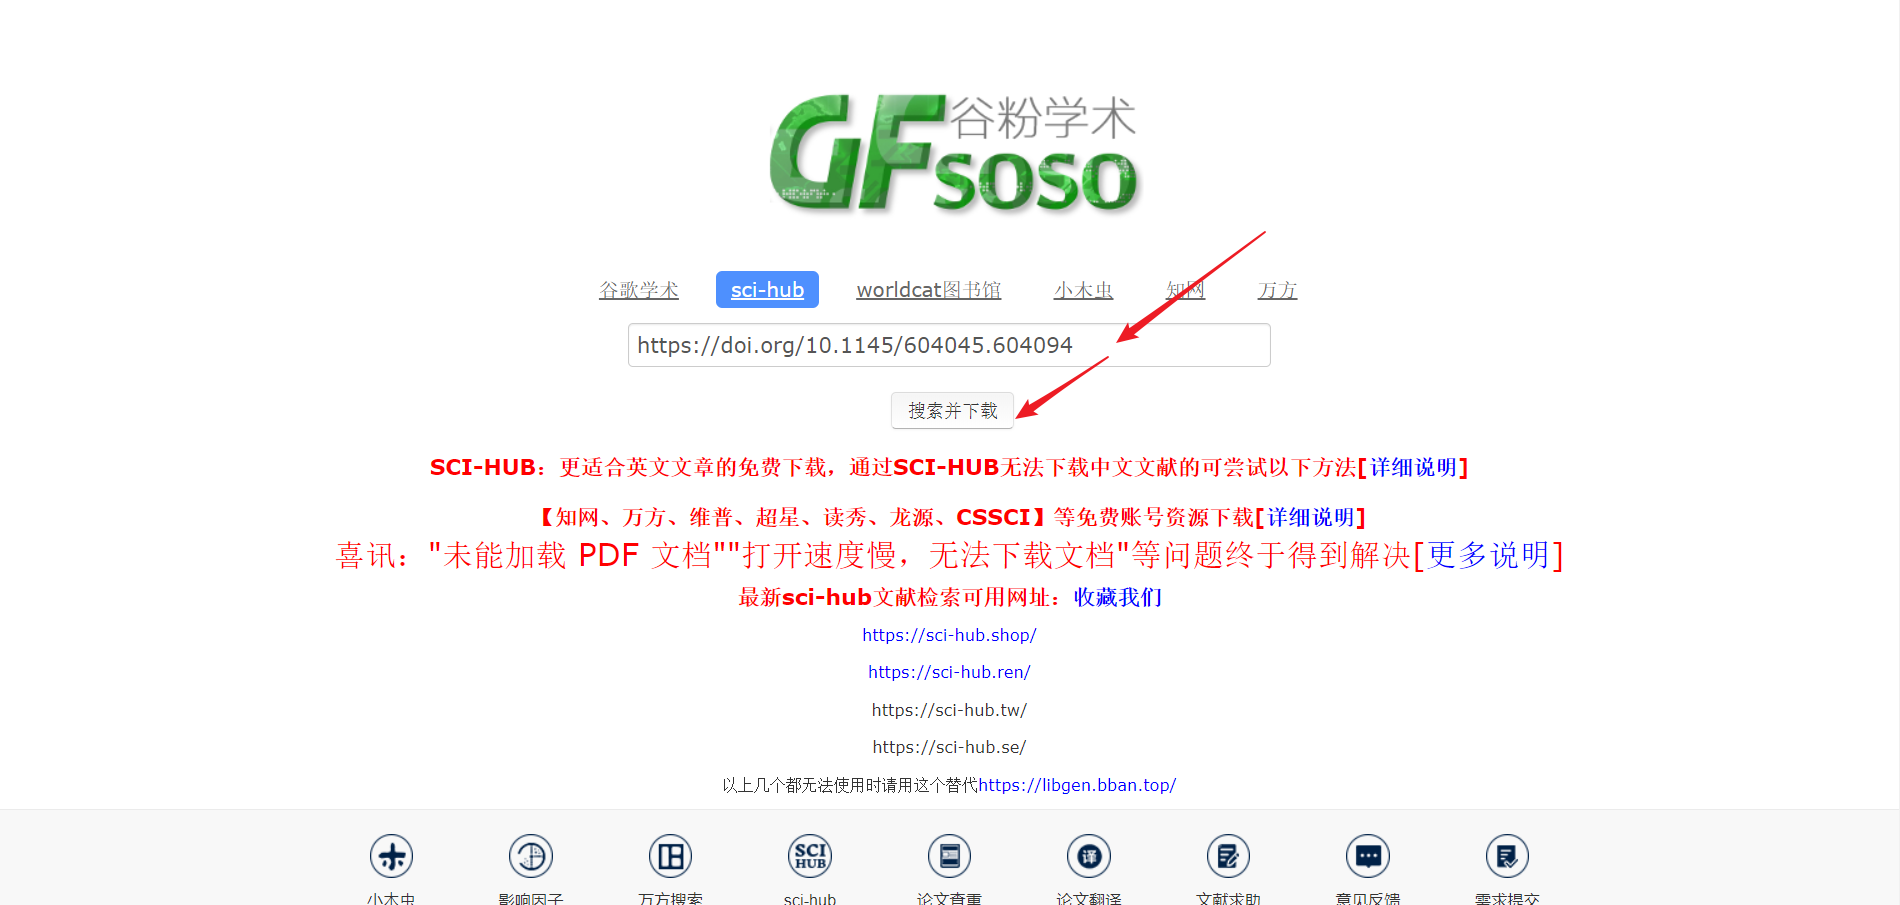 谷粉学术
GFsoso
谷歌学术 sci-hub worldcat图书馆 小木虫 知网 万方
https://doi.org/10.1145/604045.604094
搜索并下载
SCI-HUB：更适合英文文章的免费下载，通过SCI-HUB无法下载中文文献的可尝试以下方法[详细说明]
【知网、万方、维普、超星、读秀、龙源、CSSCI】等免费账号资源下载[详细说明]
喜讯："未能加载 PDF 文档""打开速度慢，无法下载文档"等问题终于得到解决[更多说明]
最新sci-hub文献检索可用网址：收藏我们
https://sci-hub.shop/
https://sci-hub.ren/
https://sci-hub.tw/
https://sci-hub.se/
以上几个都无法使用时请用这个替代https://libgen.bban.top/
SCI
HUB
译
小木虫 影响因子 万方搜索 sci-hub 论文查重 论文翻译 文献求助 意见反馈 需求提交